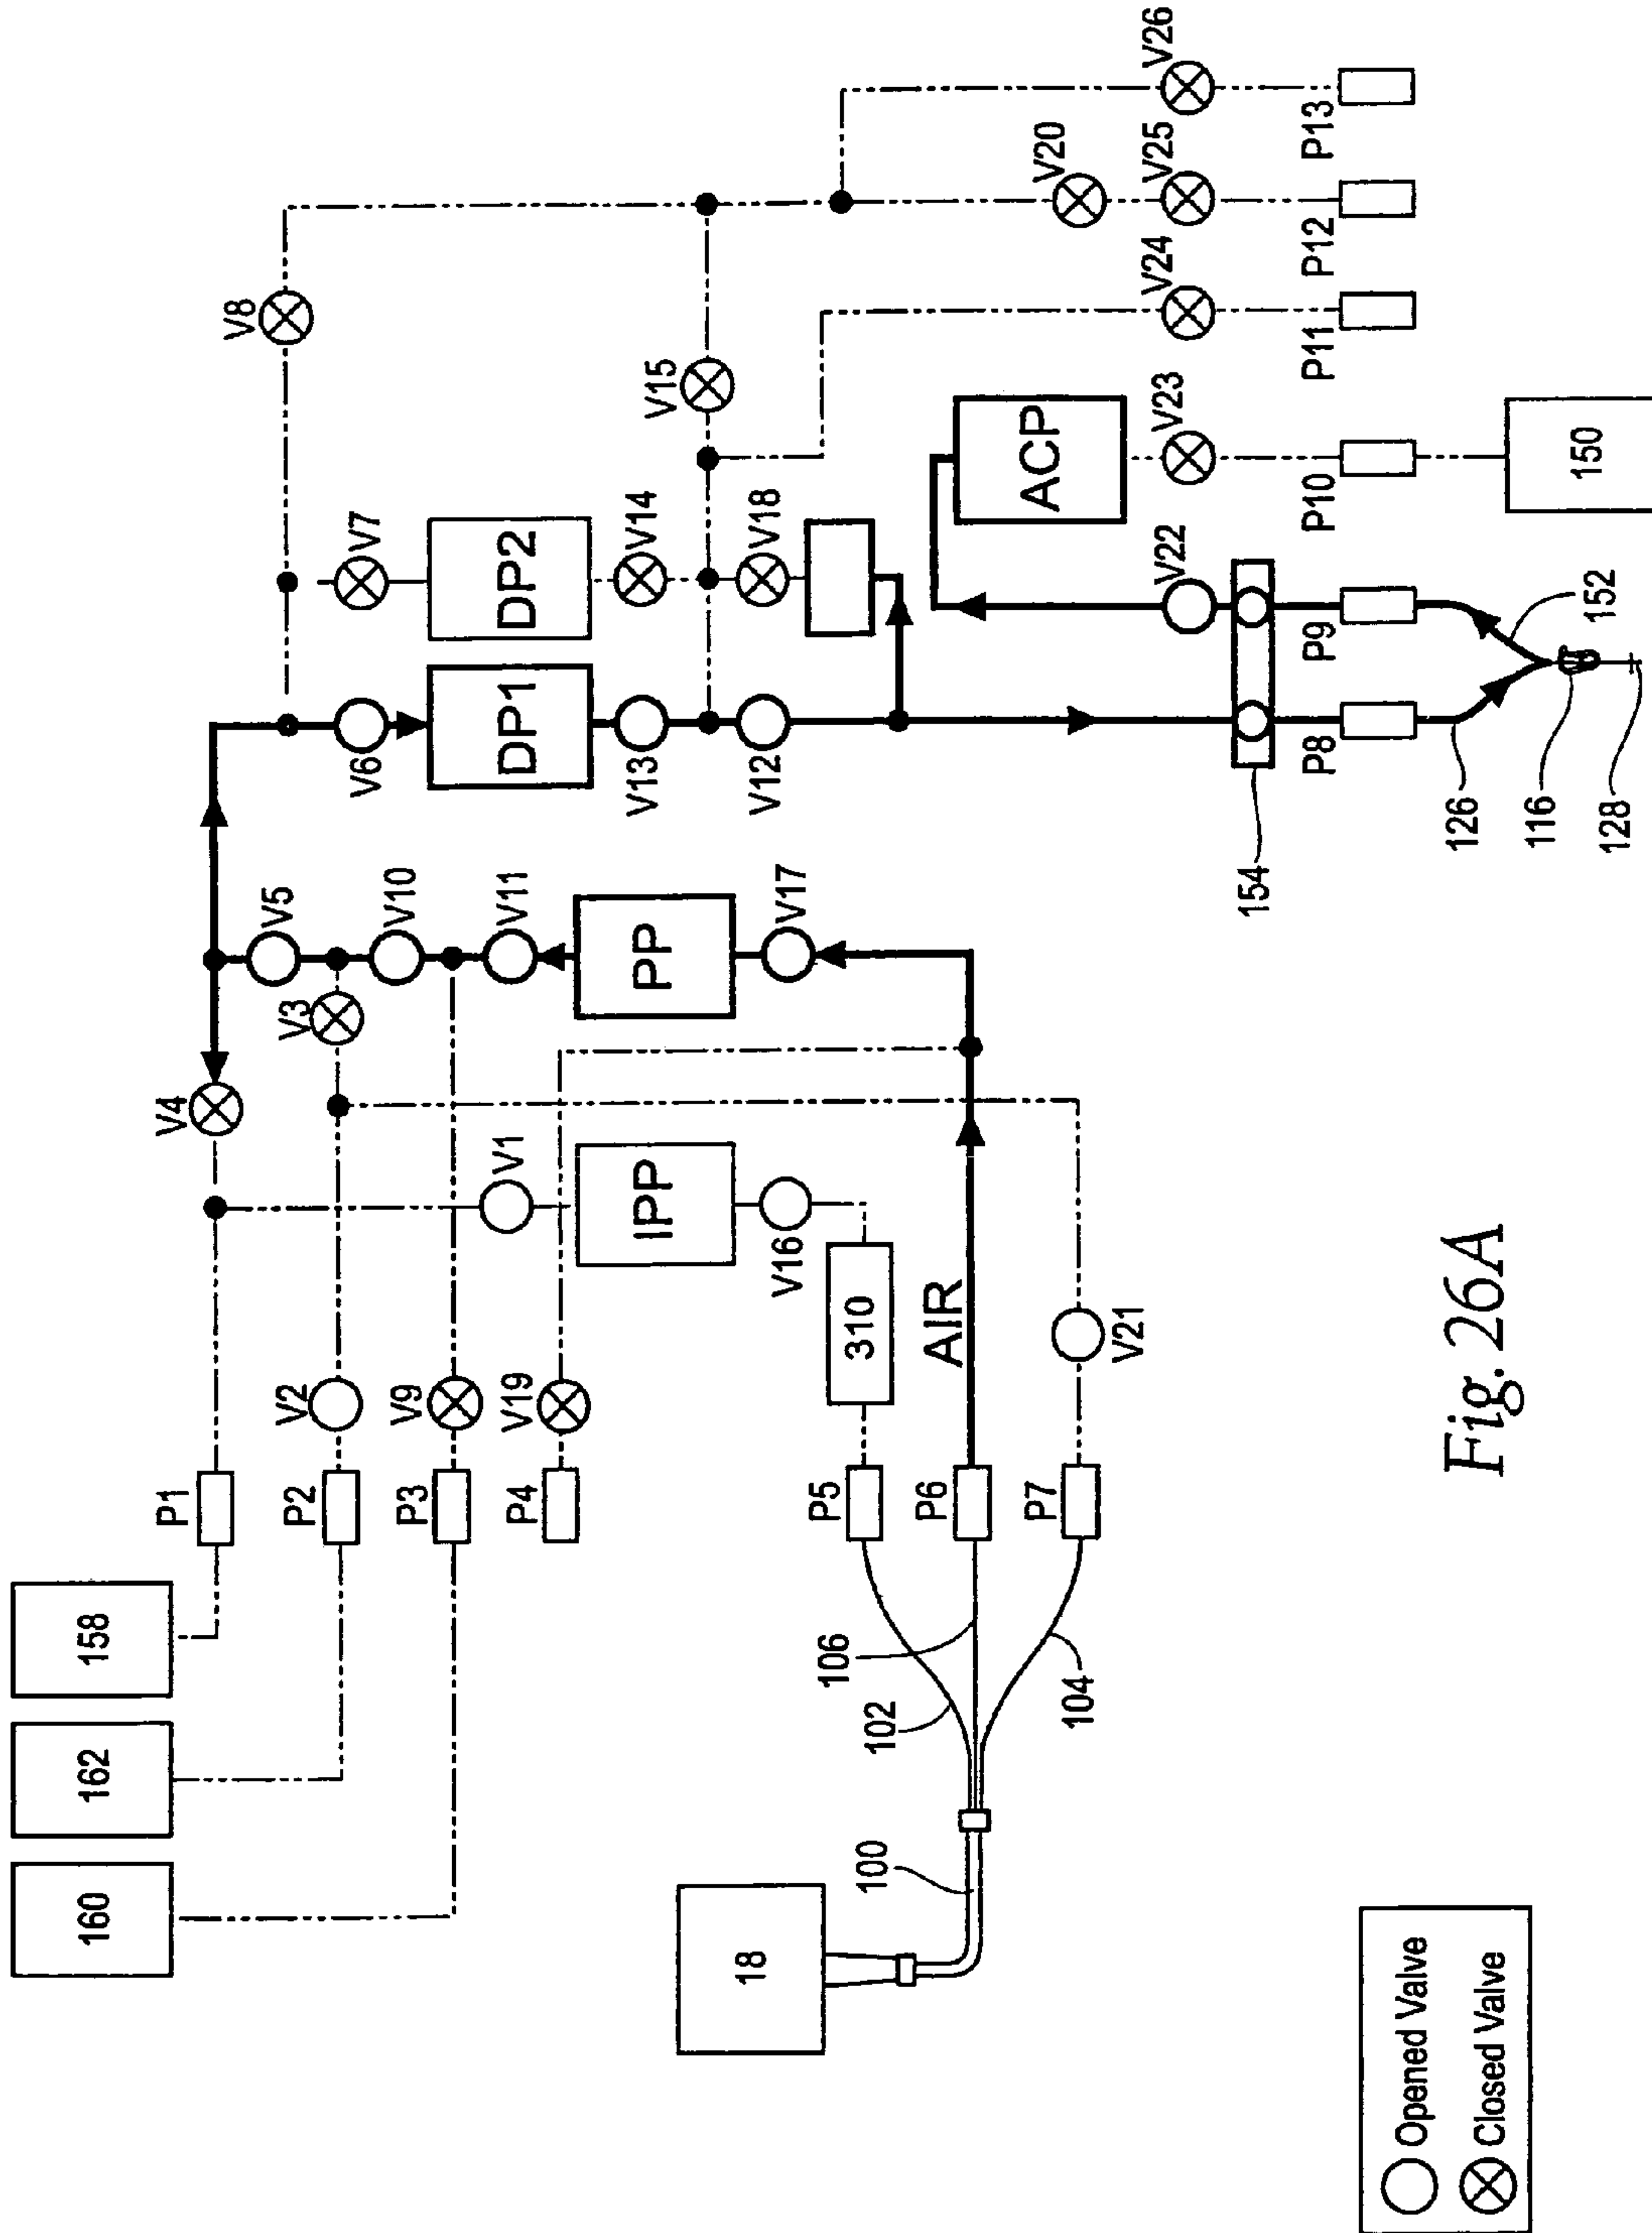 160
162
158
P1
P2
P3
P4
V2
V9
V19
V4
V3
V1
IPP
V16
310
V5
V10
V11
PP
V17
AIR
P5
P6
P7
V21
18
100
102
106
104
V8
V6
V7
DP1
DP2
V13
V14
V12
V18
V15
ACP
V22
V23
V24
V20
V25
V26
154
P8
P9
P10
P11
P12
P13
126
116
128
152
150
Opened Valve
Closed Valve
Fig. 26A